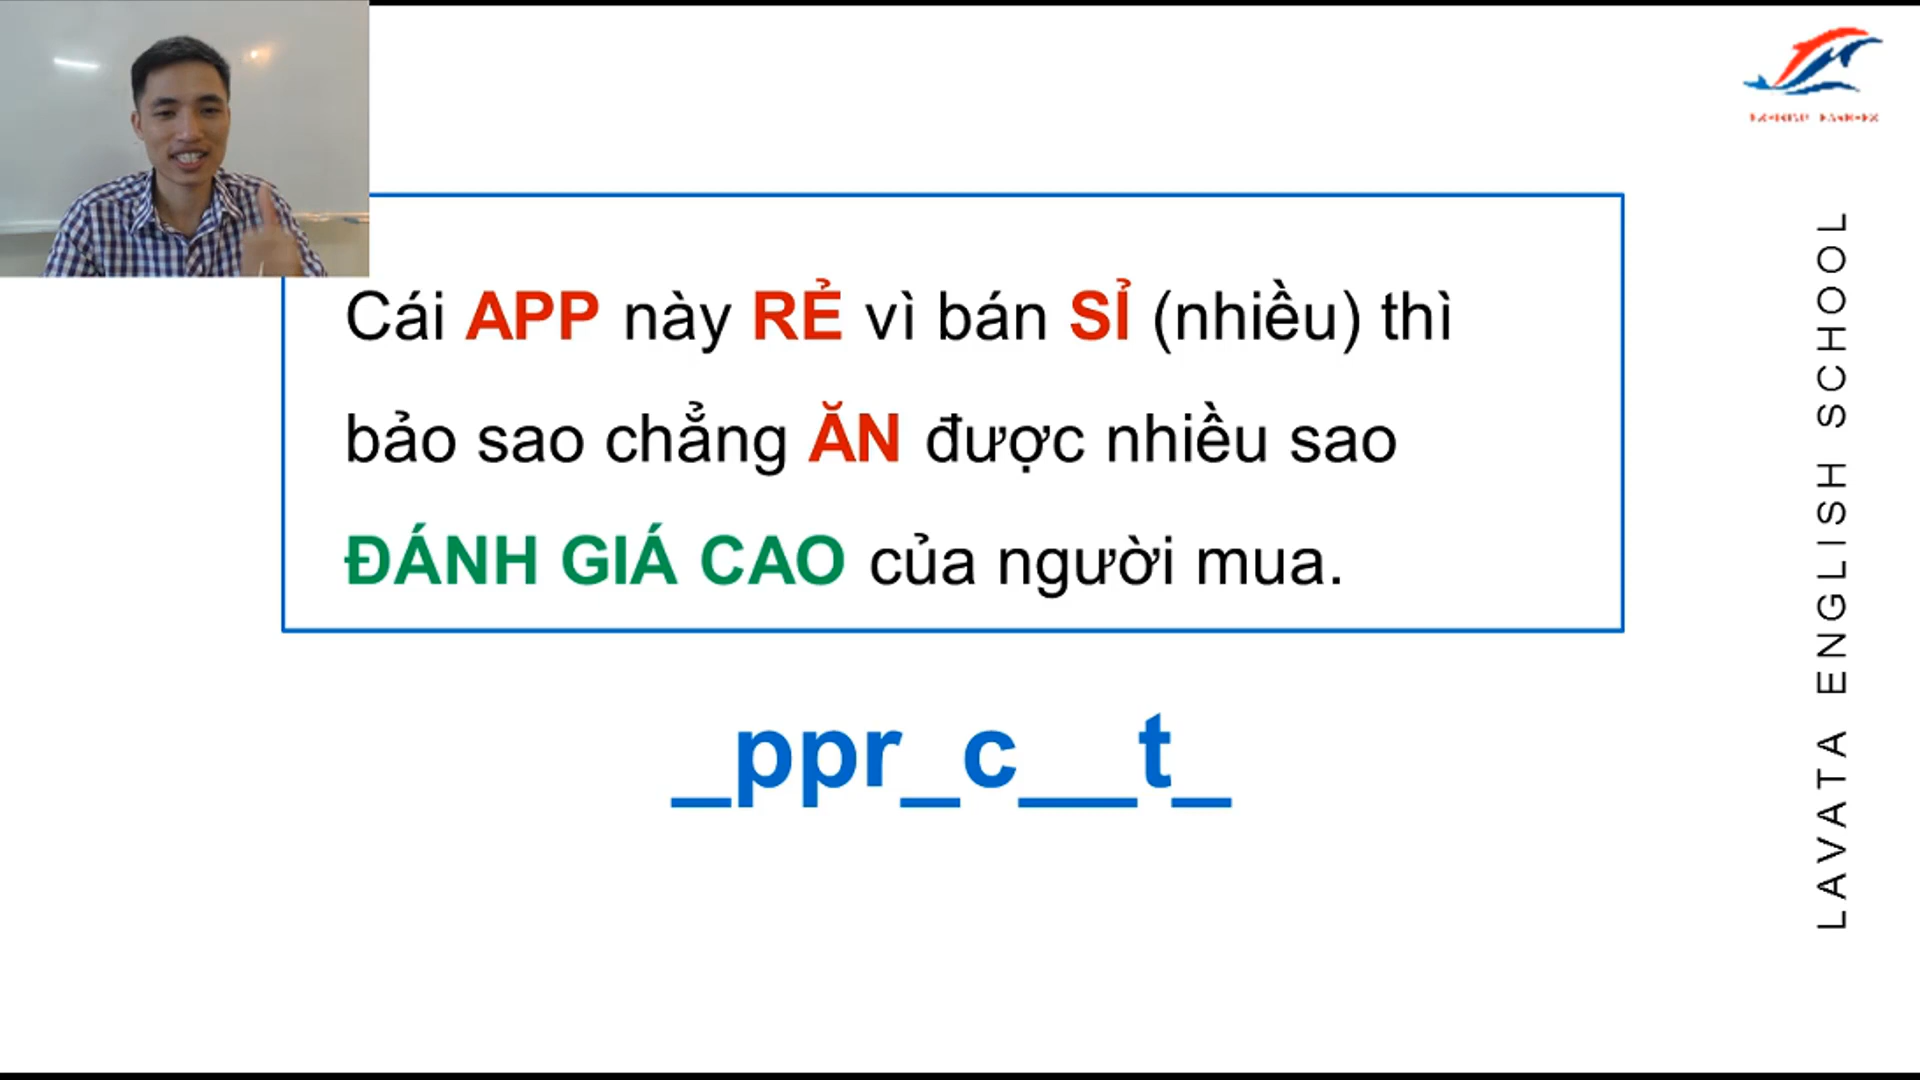 Cái APP này RẺ vì bán SỈ (nhiều) thì
bảo sao chẳng ĂN được nhiều sao
ĐÁNH GIÁ CAO của người mua.
_ppr_c__t_
LAVATA ENGLISH SCHOOL